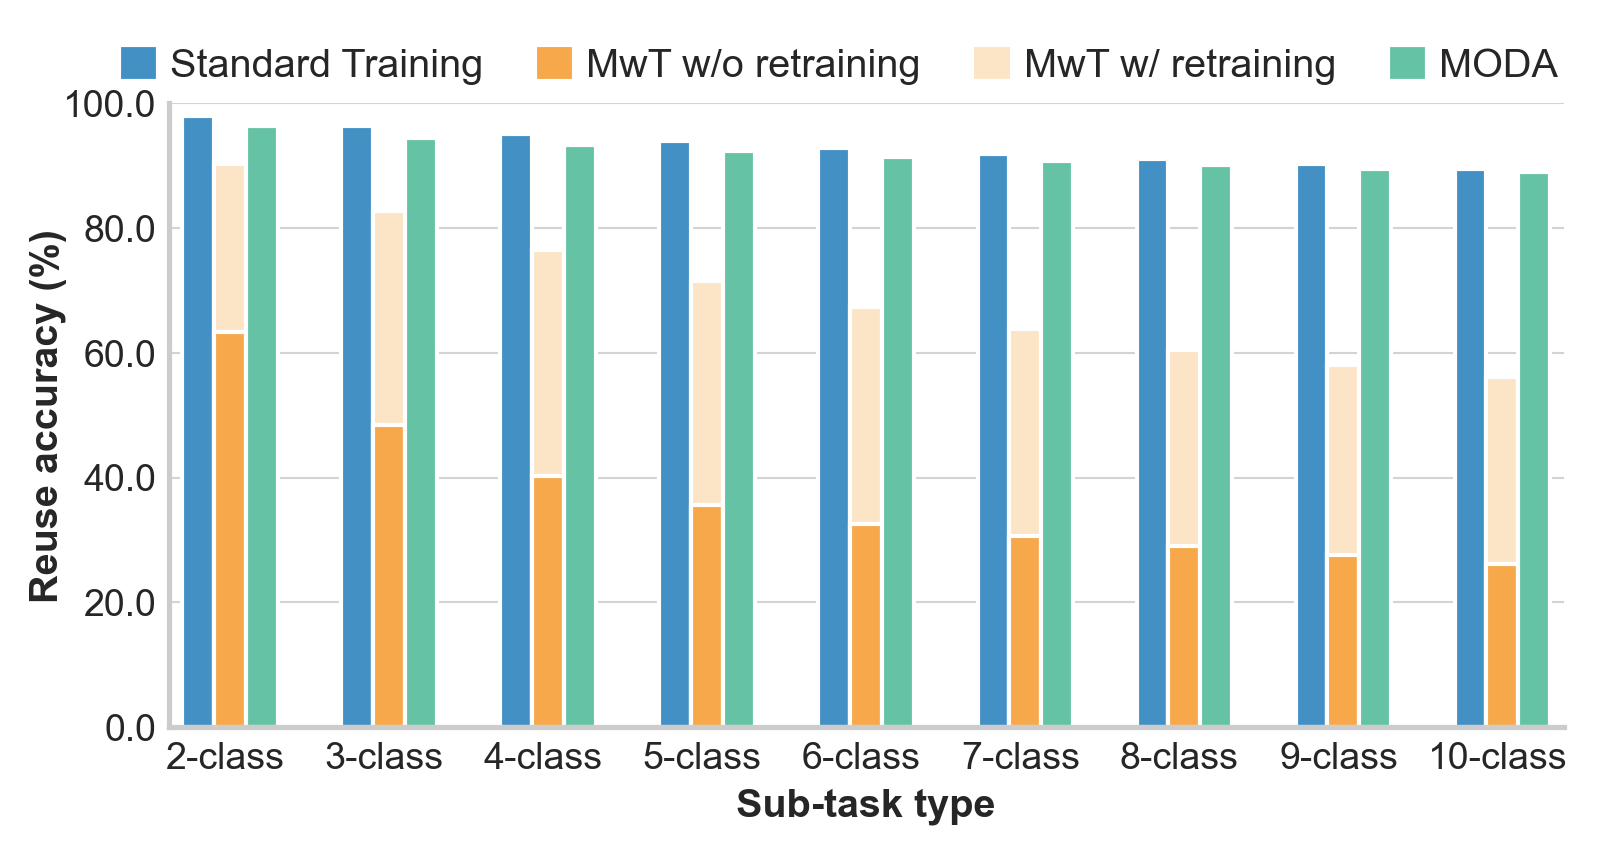 Standard Training MwT w/o retraining MwT w/ retraining MODA
100.0
80.0
60.0
40.0
20.0
0.0
Reuse accuracy (%)
2-class 3-class 4-class 5-class 6-class 7-class 8-class 9-class 10-class
Sub-task type